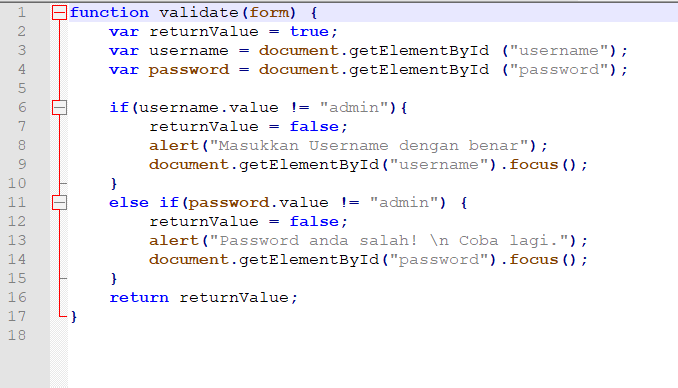 1 function validate(form) {
2 var returnValue = true;
3 var username = document.getElementById ("username");
4 var password = document.getElementById ("password");
5
6 if(username.value != "admin"){
7 returnValue = false;
8 alert("Masukkan Username dengan benar");
9 document.getElementById("username").focus();
10 }
11 else if(password.value != "admin") {
12 returnValue = false;
13 alert("Password anda salah! \n Coba lagi.");
14 document.getElementById("password").focus();
15 }
16 return returnValue;
17 }
18